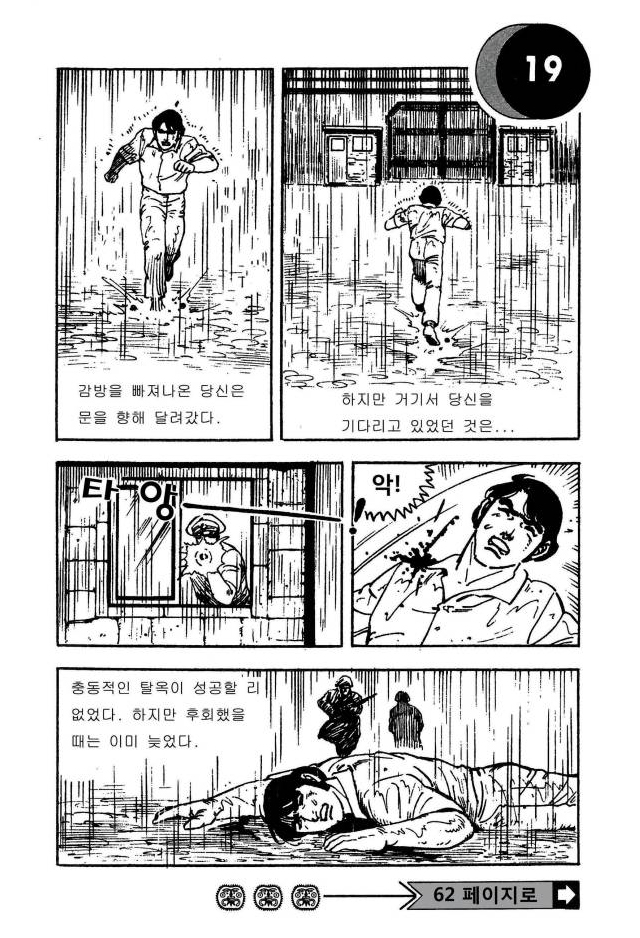 19
감방을 빠져나온 당신은
문을 향해 달려갔다.
하지만 거기서 당신을
기다리고 있었던 것은...
타앙!
악!
충동적인 탈옥이 성공할 리
없었다. 하지만 후회했을
때는 이미 늦었다.
62 페이지로